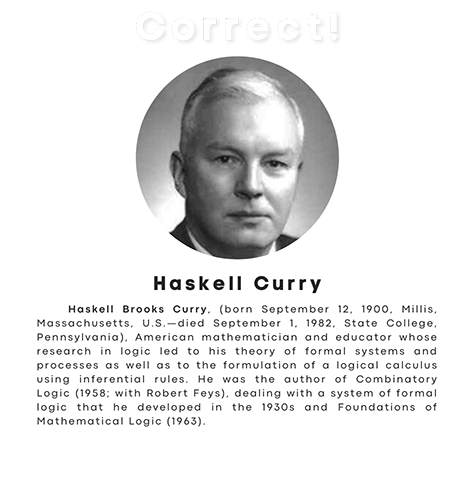 Correct!
Haskell Curry
Haskell Brooks Curry, (born September 12, 1900, Millis,
Massachusetts, U.S.—died September 1, 1982, State College,
Pennsylvania), American mathematician and educator whose
research in logic led to his theory of formal systems and
processes as well as to the formulation of a logical calculus
using inferential rules. He was the author of Combinatory
Logic (1958; with Robert Feys), dealing with a system of formal
logic that he developed in the 1930s and Foundations of
Mathematical Logic (1963).